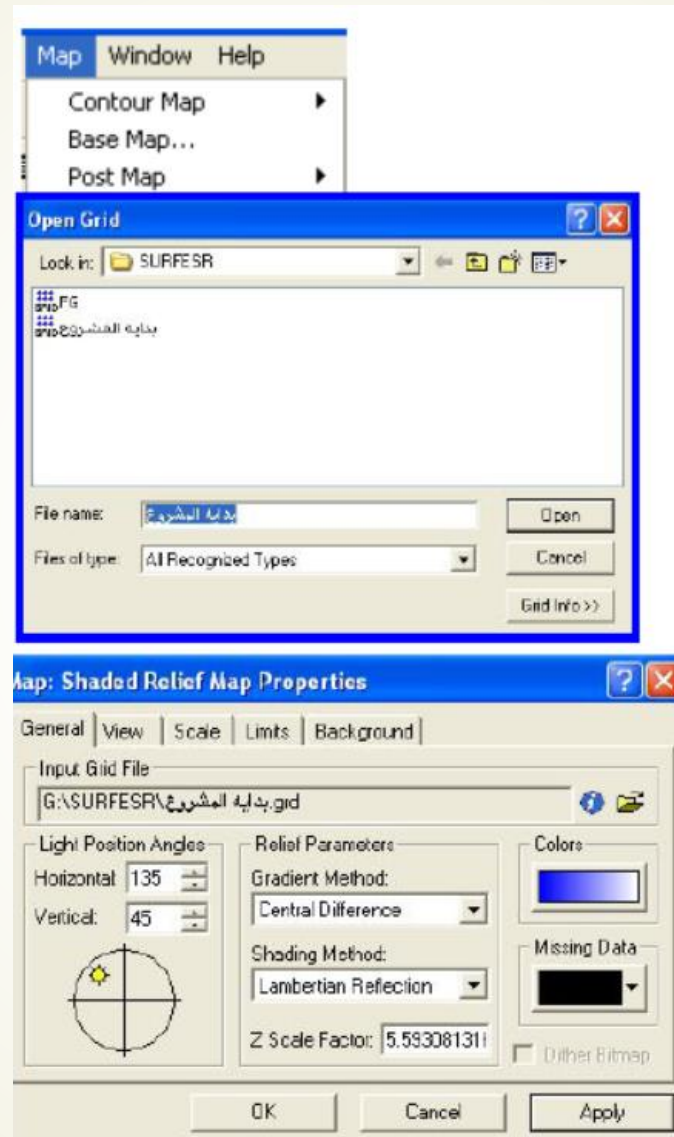 Map Window Help
Contour Map
Base Map...
Post Map
Open Grid
Look in: SURFESR
FG
بدايه المشروع
File name: بدايه المشروع
Open
Files of type: All Recognized Types
Cancel
Grid Info >>
Map: Shaded Relief Map Properties
General View Scale Limits Background
Input Grid File
G:\SURFESR\بدايه المشروع.grd
Light Position Angles Relief Parameters Colors
Horizontal: 135 Gradient Method:
Vertical: 45 Central Difference
Shading Method: Missing Data
Lambertian Reflection
Z Scale Factor: 5.59308131
Dither Bitmap
OK Cancel Apply